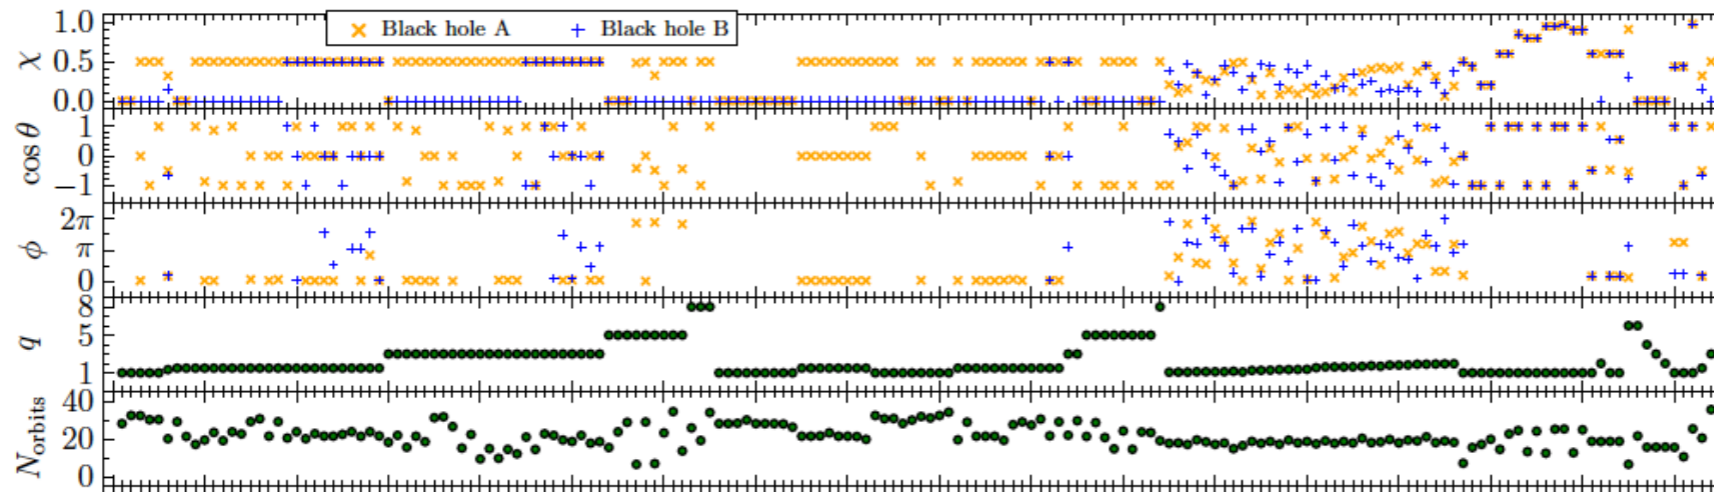 Black hole A
Black hole B
χ
1.0
0.5
0.0
cos θ
1
0
−1
ϕ
2π
π
0
q
8
5
1
Norbits
40
20
0